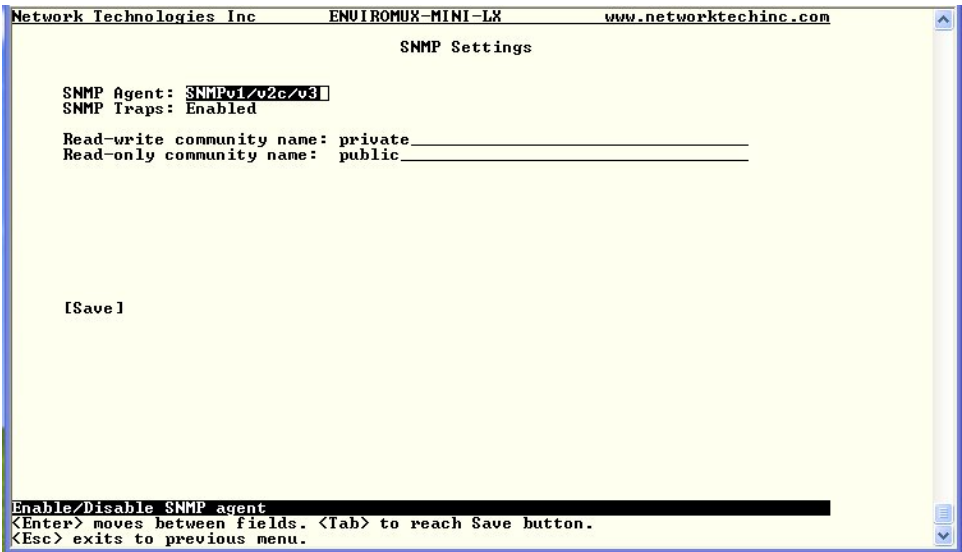 Network Technologies Inc ENVIROMUX-MINI-LX www.networktechinc.com
SNMP Settings
SNMP Agent: SNMPv1/v2c/v3
SNMP Traps: Enabled
Read-write community name: private
Read-only community name: public
[Save]
Enable/Disable SNMP agent
<Enter> moves between fields. <Tab> to reach Save button.
<Esc> exits to previous menu.